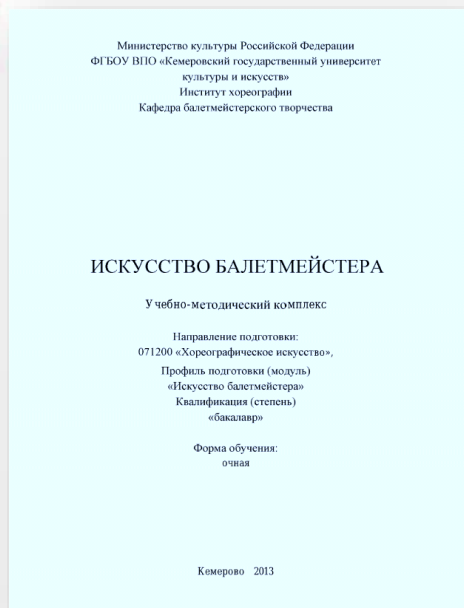 Министерство культуры Российской Федерации
ФГБОУ ВПО «Кемеровский государственный университет
культуры и искусств»
Институт хореографии
Кафедра балетмейстерского творчества
ИСКУССТВО БАЛЕТМЕЙСТЕРА
Учебно-методический комплекс
Направление подготовки:
071200 «Хореографическое искусство»,
Профиль подготовки (модуль)
«Искусство балетмейстера»
Квалификация (степень)
«бакалавр»
Форма обучения:
очная
Кемерово 2013